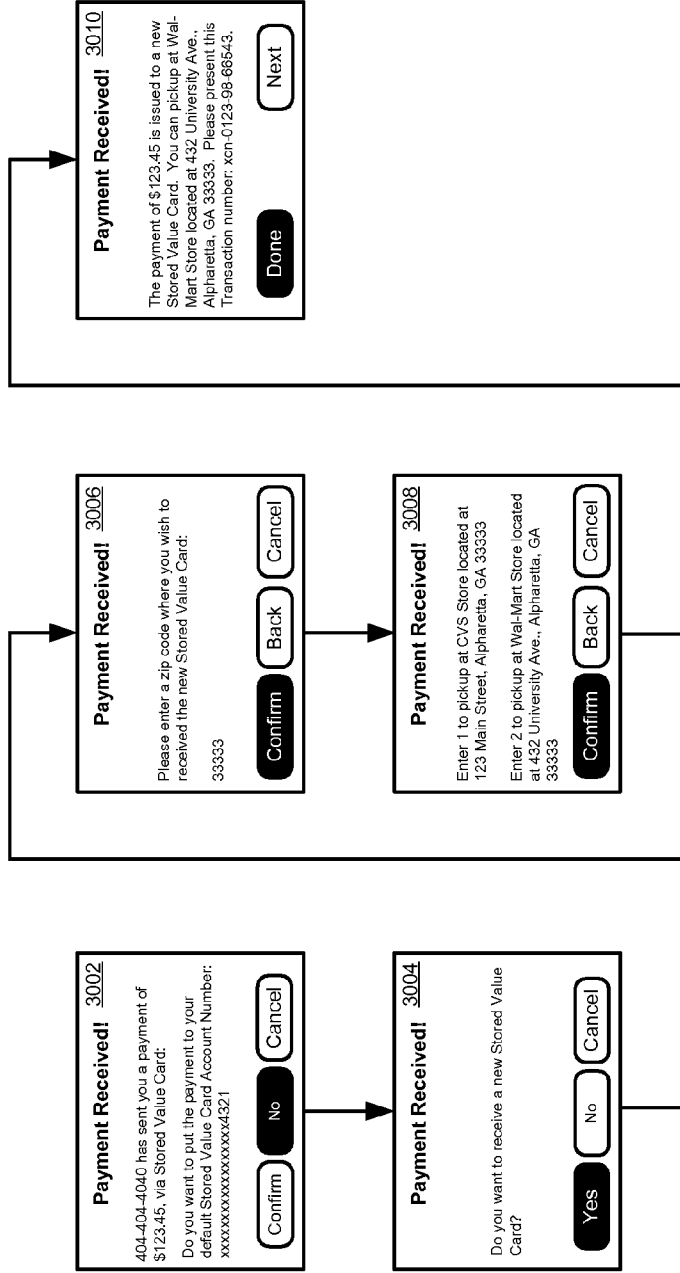 Payment Received! 3002
404-404-4040 has sent you a payment of
$123.45, via Stored Value Card:
Do you want to put the payment to your
default Stored Value Card Account Number:
xxxxxxxxxxxxxxxxx4321
Confirm No Cancel
Payment Received! 3004
Do you want to receive a new Stored Value
Card?
Yes No Cancel
Payment Received! 3006
Please enter a zip code where you wish to
received the new Stored Value Card:
33333
Confirm Back Cancel
Payment Received! 3008
Enter 1 to pickup at CVS Store located at
123 Main Street, Alpharetta, GA 33333
Enter 2 to pickup at Wal-Mart Store located
at 432 University Ave., Alpharetta, GA
33333
Confirm Back Cancel
Payment Received! 3010
The payment of $123.45 is issued to a new
Stored Value Card. You can pickup at Wal-
Mart Store located at 432 University Ave.,
Alpharetta, GA 33333. Please present this
Transaction number: xcn-0123-98-66543.
Done Next